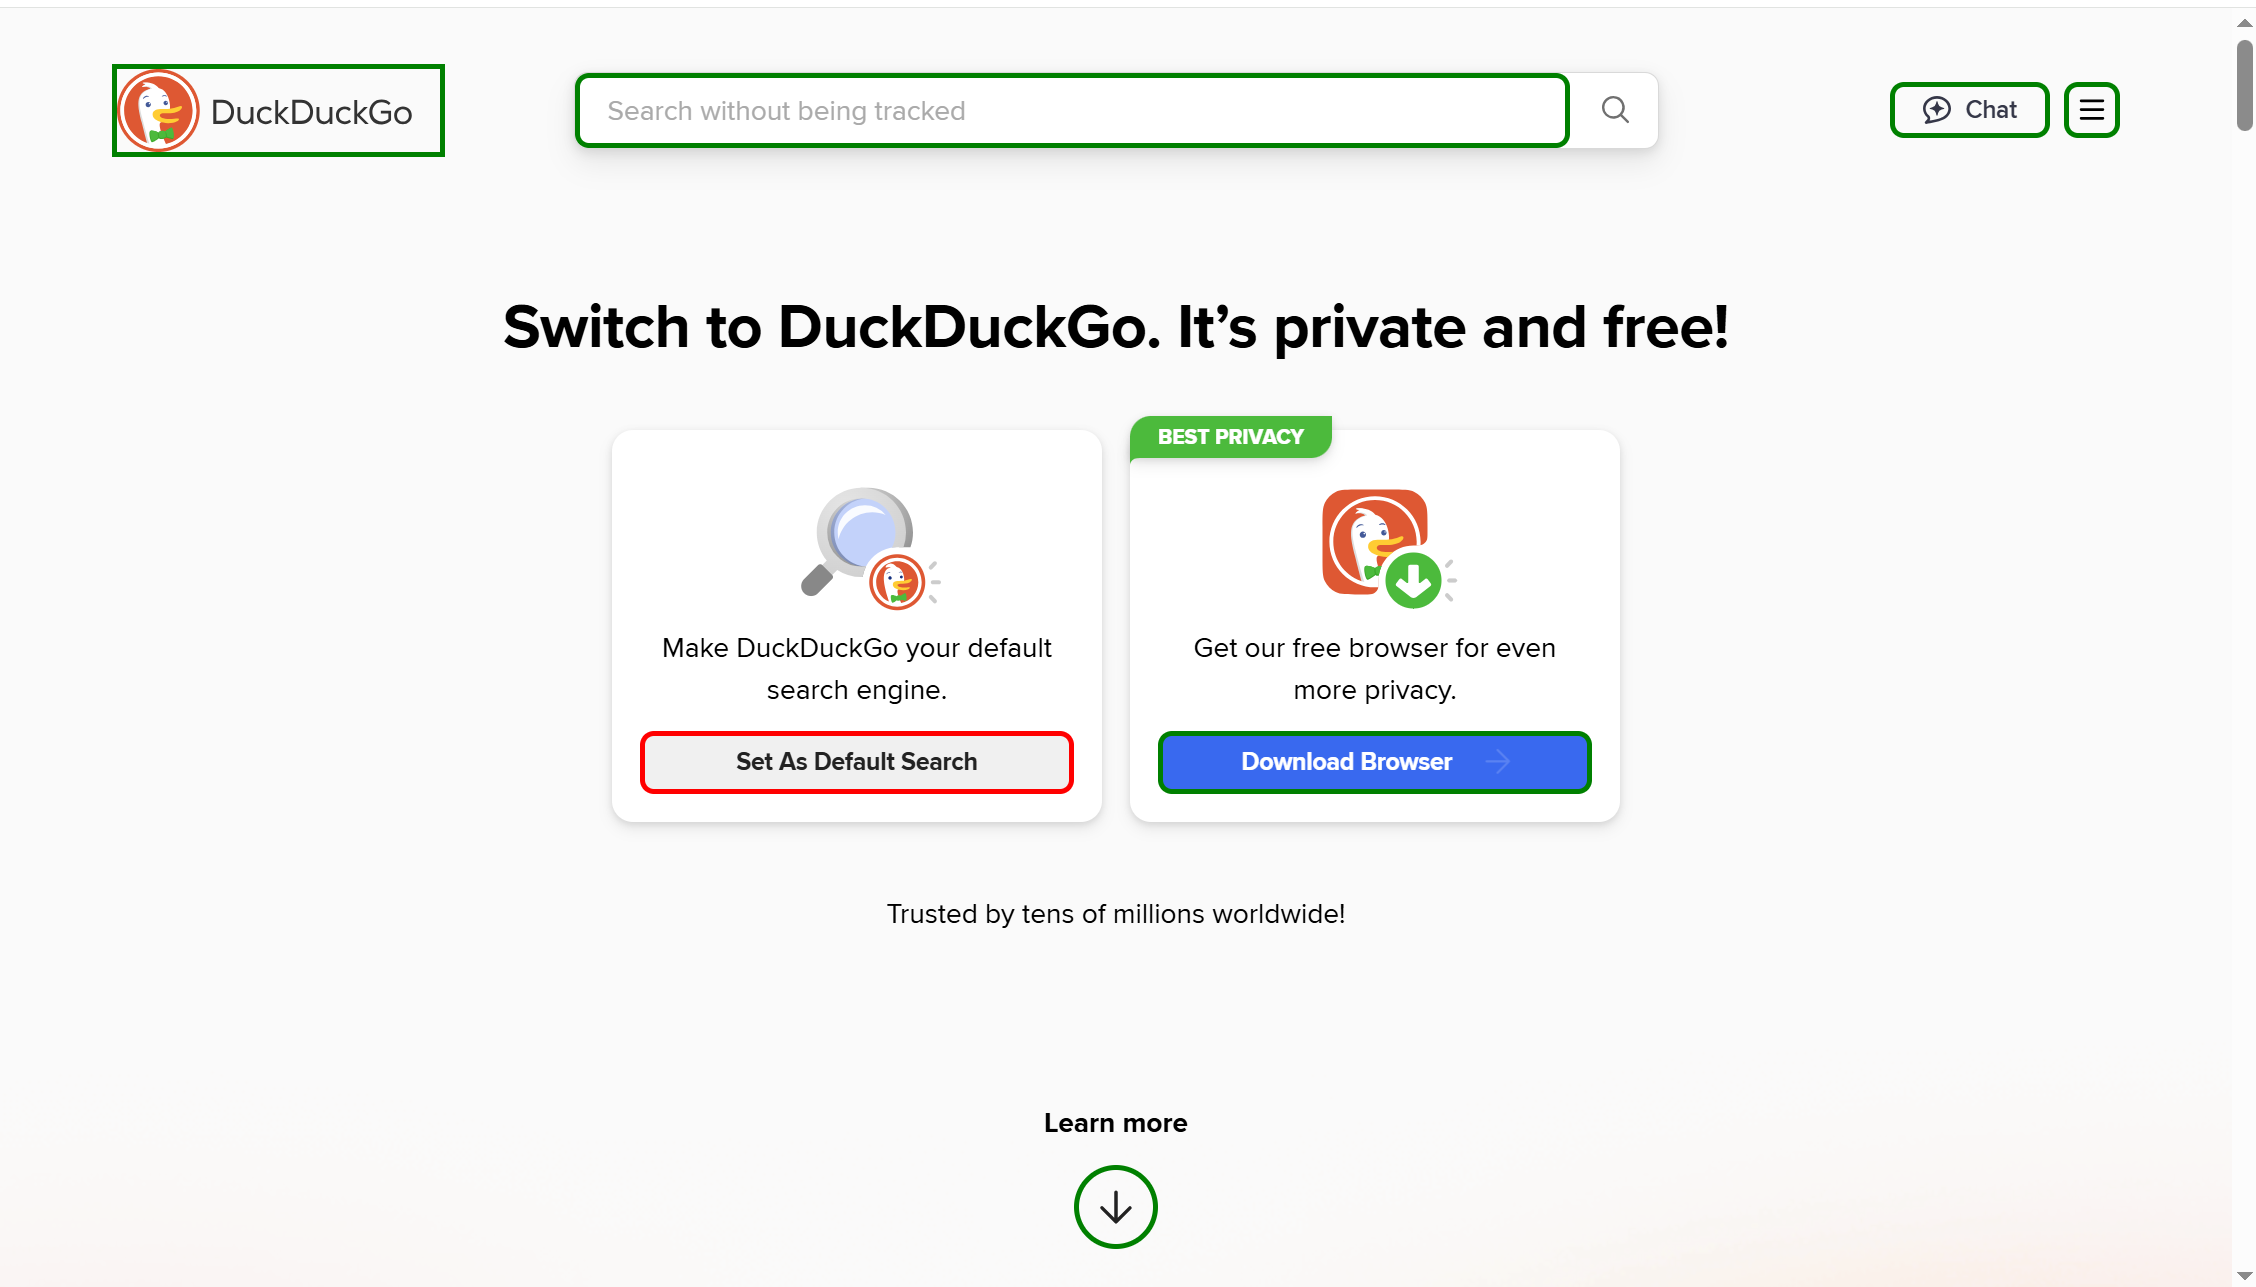 DuckDuckGo
Search without being tracked
Chat
Switch to DuckDuckGo. It’s private and free!
Make DuckDuckGo your default
search engine.
Set As Default Search
BEST PRIVACY
Get our free browser for even
more privacy.
Download Browser
Trusted by tens of millions worldwide!
Learn more